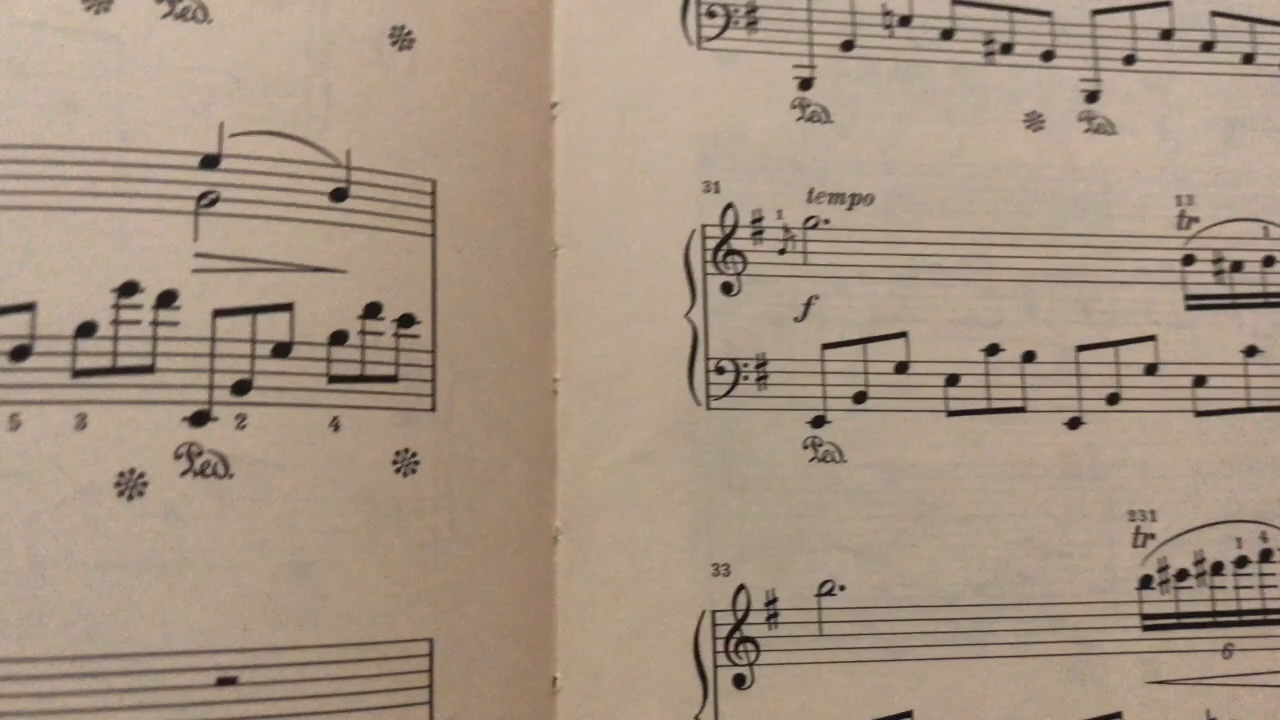 Ped.
5 3 2 4
Ped.
Ped. Ped.
31
tempo
1
13
tr
1
f
Ped.
231
tr
1 4
33
6